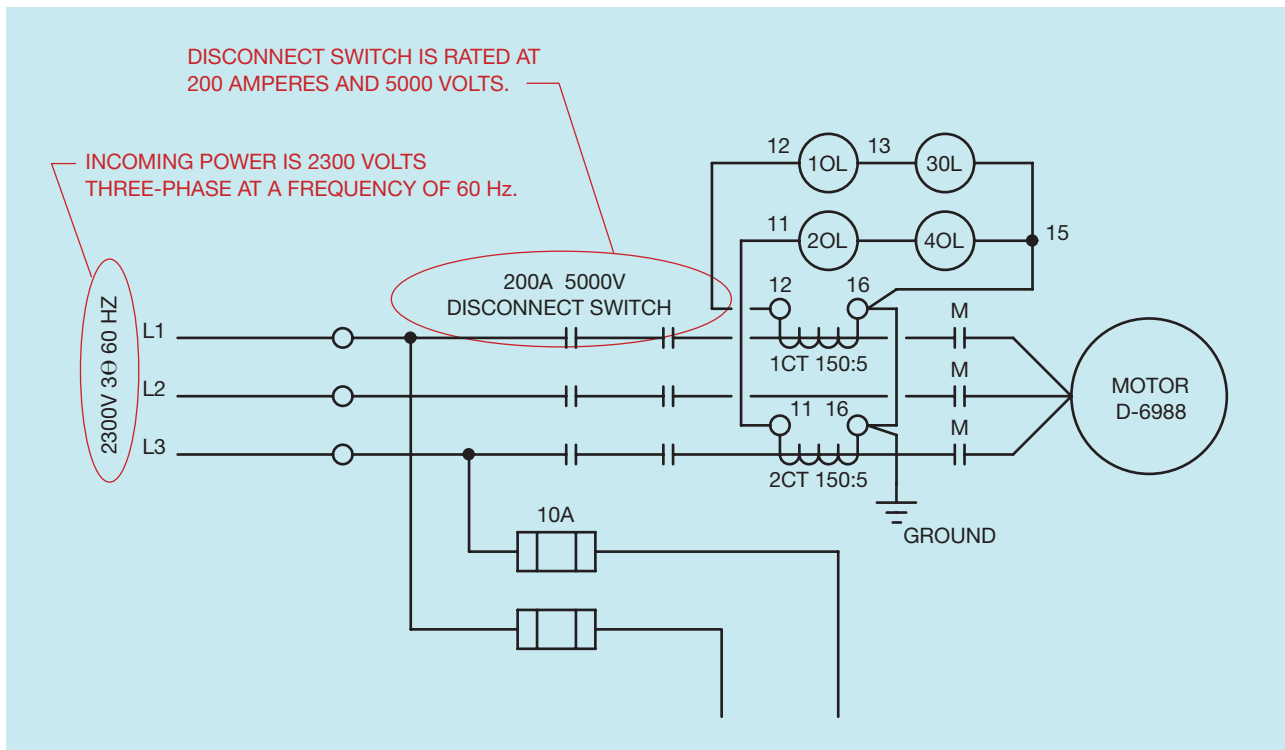 DISCONNECT SWITCH IS RATED AT
200 AMPERES AND 5000 VOLTS.
INCOMING POWER IS 2300 VOLTS
THREE-PHASE AT A FREQUENCY OF 60 Hz.
12
1OL
13
30L
11
2OL
4OL
15
2300V 3Θ 60 HZ
200A 5000V
DISCONNECT SWITCH
12
16
L1
M
1CT 150:5
L2
M
MOTOR
D-6988
11
16
L3
M
2CT 150:5
10A
GROUND